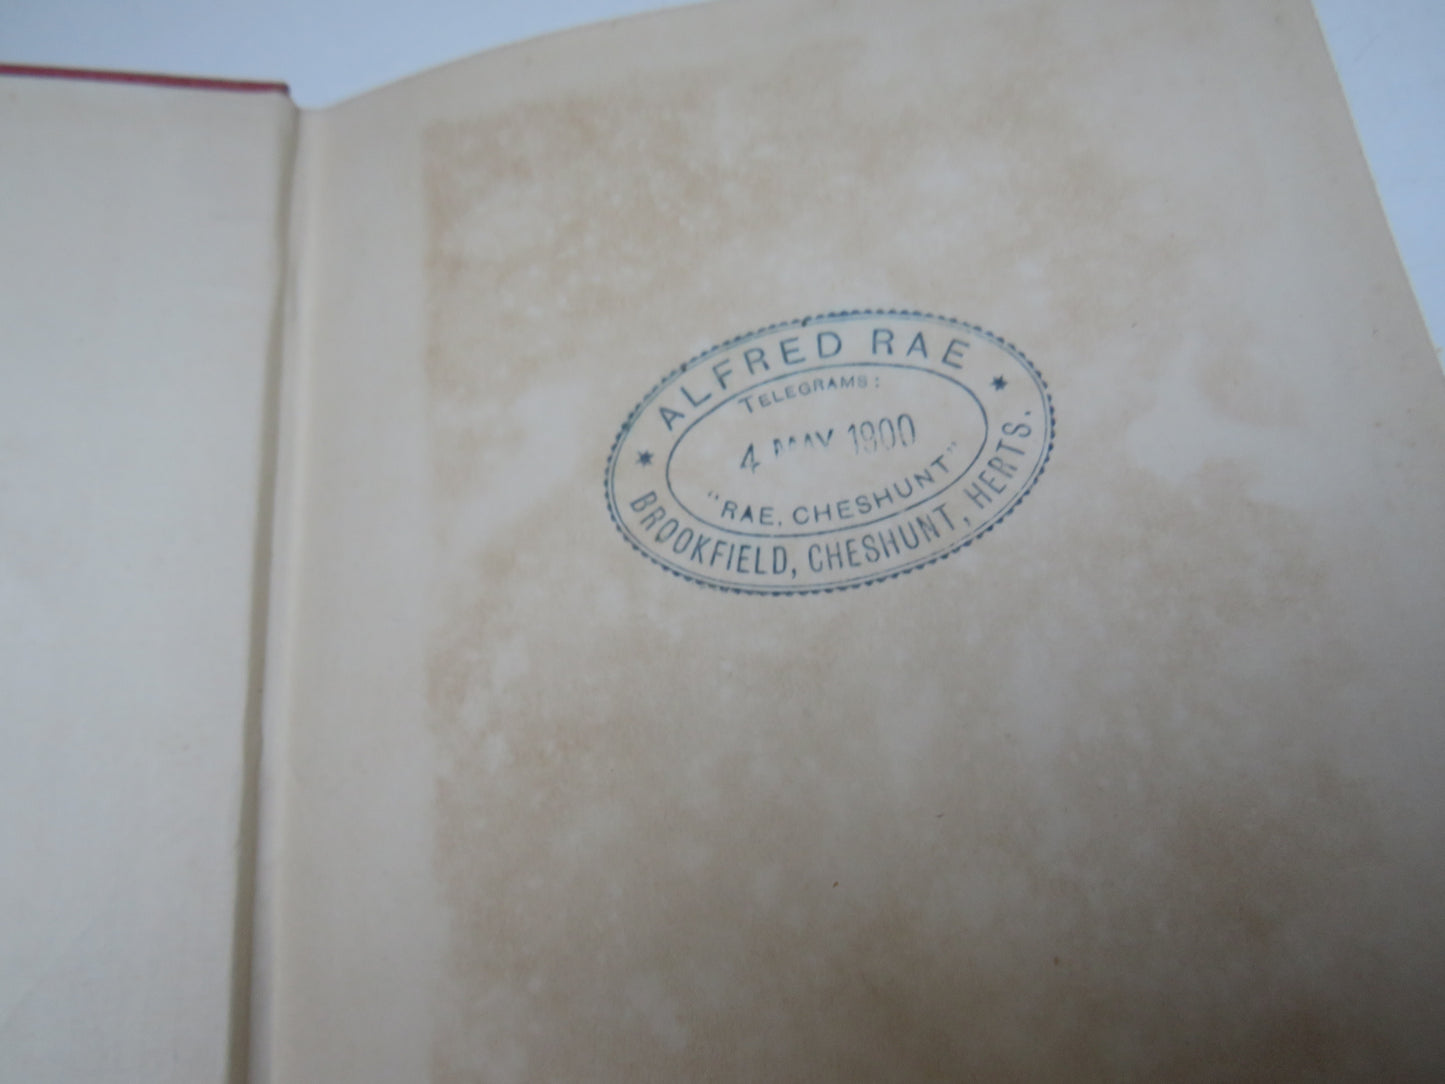 ALFRED RAE
TELEGRAMS:
4 MAY 1900
"RAE, CHESHUNT"
BROOKFIELD, CHESHUNT, HERTS.